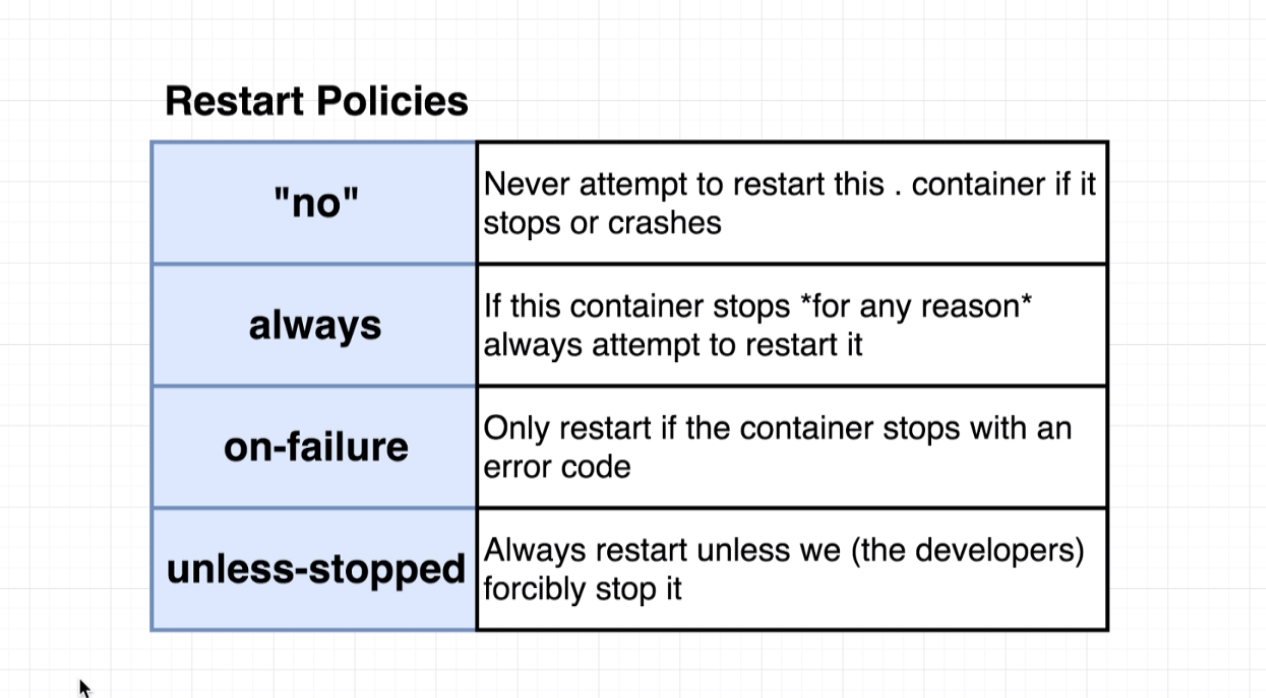 Restart Policies
"no"
Never attempt to restart this . container if it
stops or crashes
always
If this container stops *for any reason*
always attempt to restart it
on-failure
Only restart if the container stops with an
error code
unless-stopped
Always restart unless we (the developers)
forcibly stop it